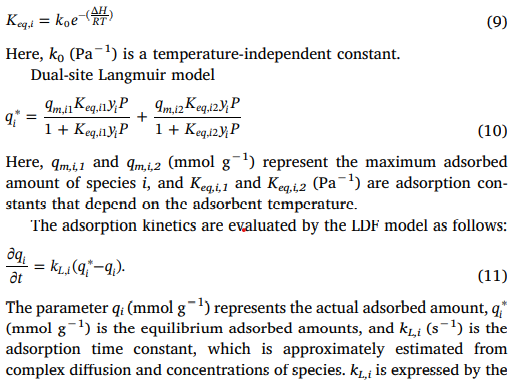 K_{eq,i} = k_0 e^{-(\frac{ΔH}{RT})} (9)
Here, k_0 (Pa^{-1}) is a temperature-independent constant.
Dual-site Langmuir model
q_i^* = \frac{q_{m,i1} K_{eq,i1} y_i P}{1 + K_{eq,i1} y_i P} + \frac{q_{m,i2} K_{eq,i2} y_i P}{1 + K_{eq,i2} y_i P} (10)
Here, q_{m,i,1} and q_{m,i,2} (mmol g^{-1}) represent the maximum adsorbed
amount of species i, and K_{eq,i,1} and K_{eq,i,2} (Pa^{-1}) are adsorption con-
stants that depend on the adsorbent temperature.
The adsorption kinetics are evaluated by the LDF model as follows:
\frac{∂q_i}{∂t} = k_{L,i}(q_i^*−q_i). (11)
The parameter q_i (mmol g^{-1}) represents the actual adsorbed amount, q_i^*
(mmol g^{-1}) is the equilibrium adsorbed amounts, and k_{L,i} (s^{-1}) is the
adsorption time constant, which is approximately estimated from
complex diffusion and concentrations of species. k_{L,i} is expressed by the